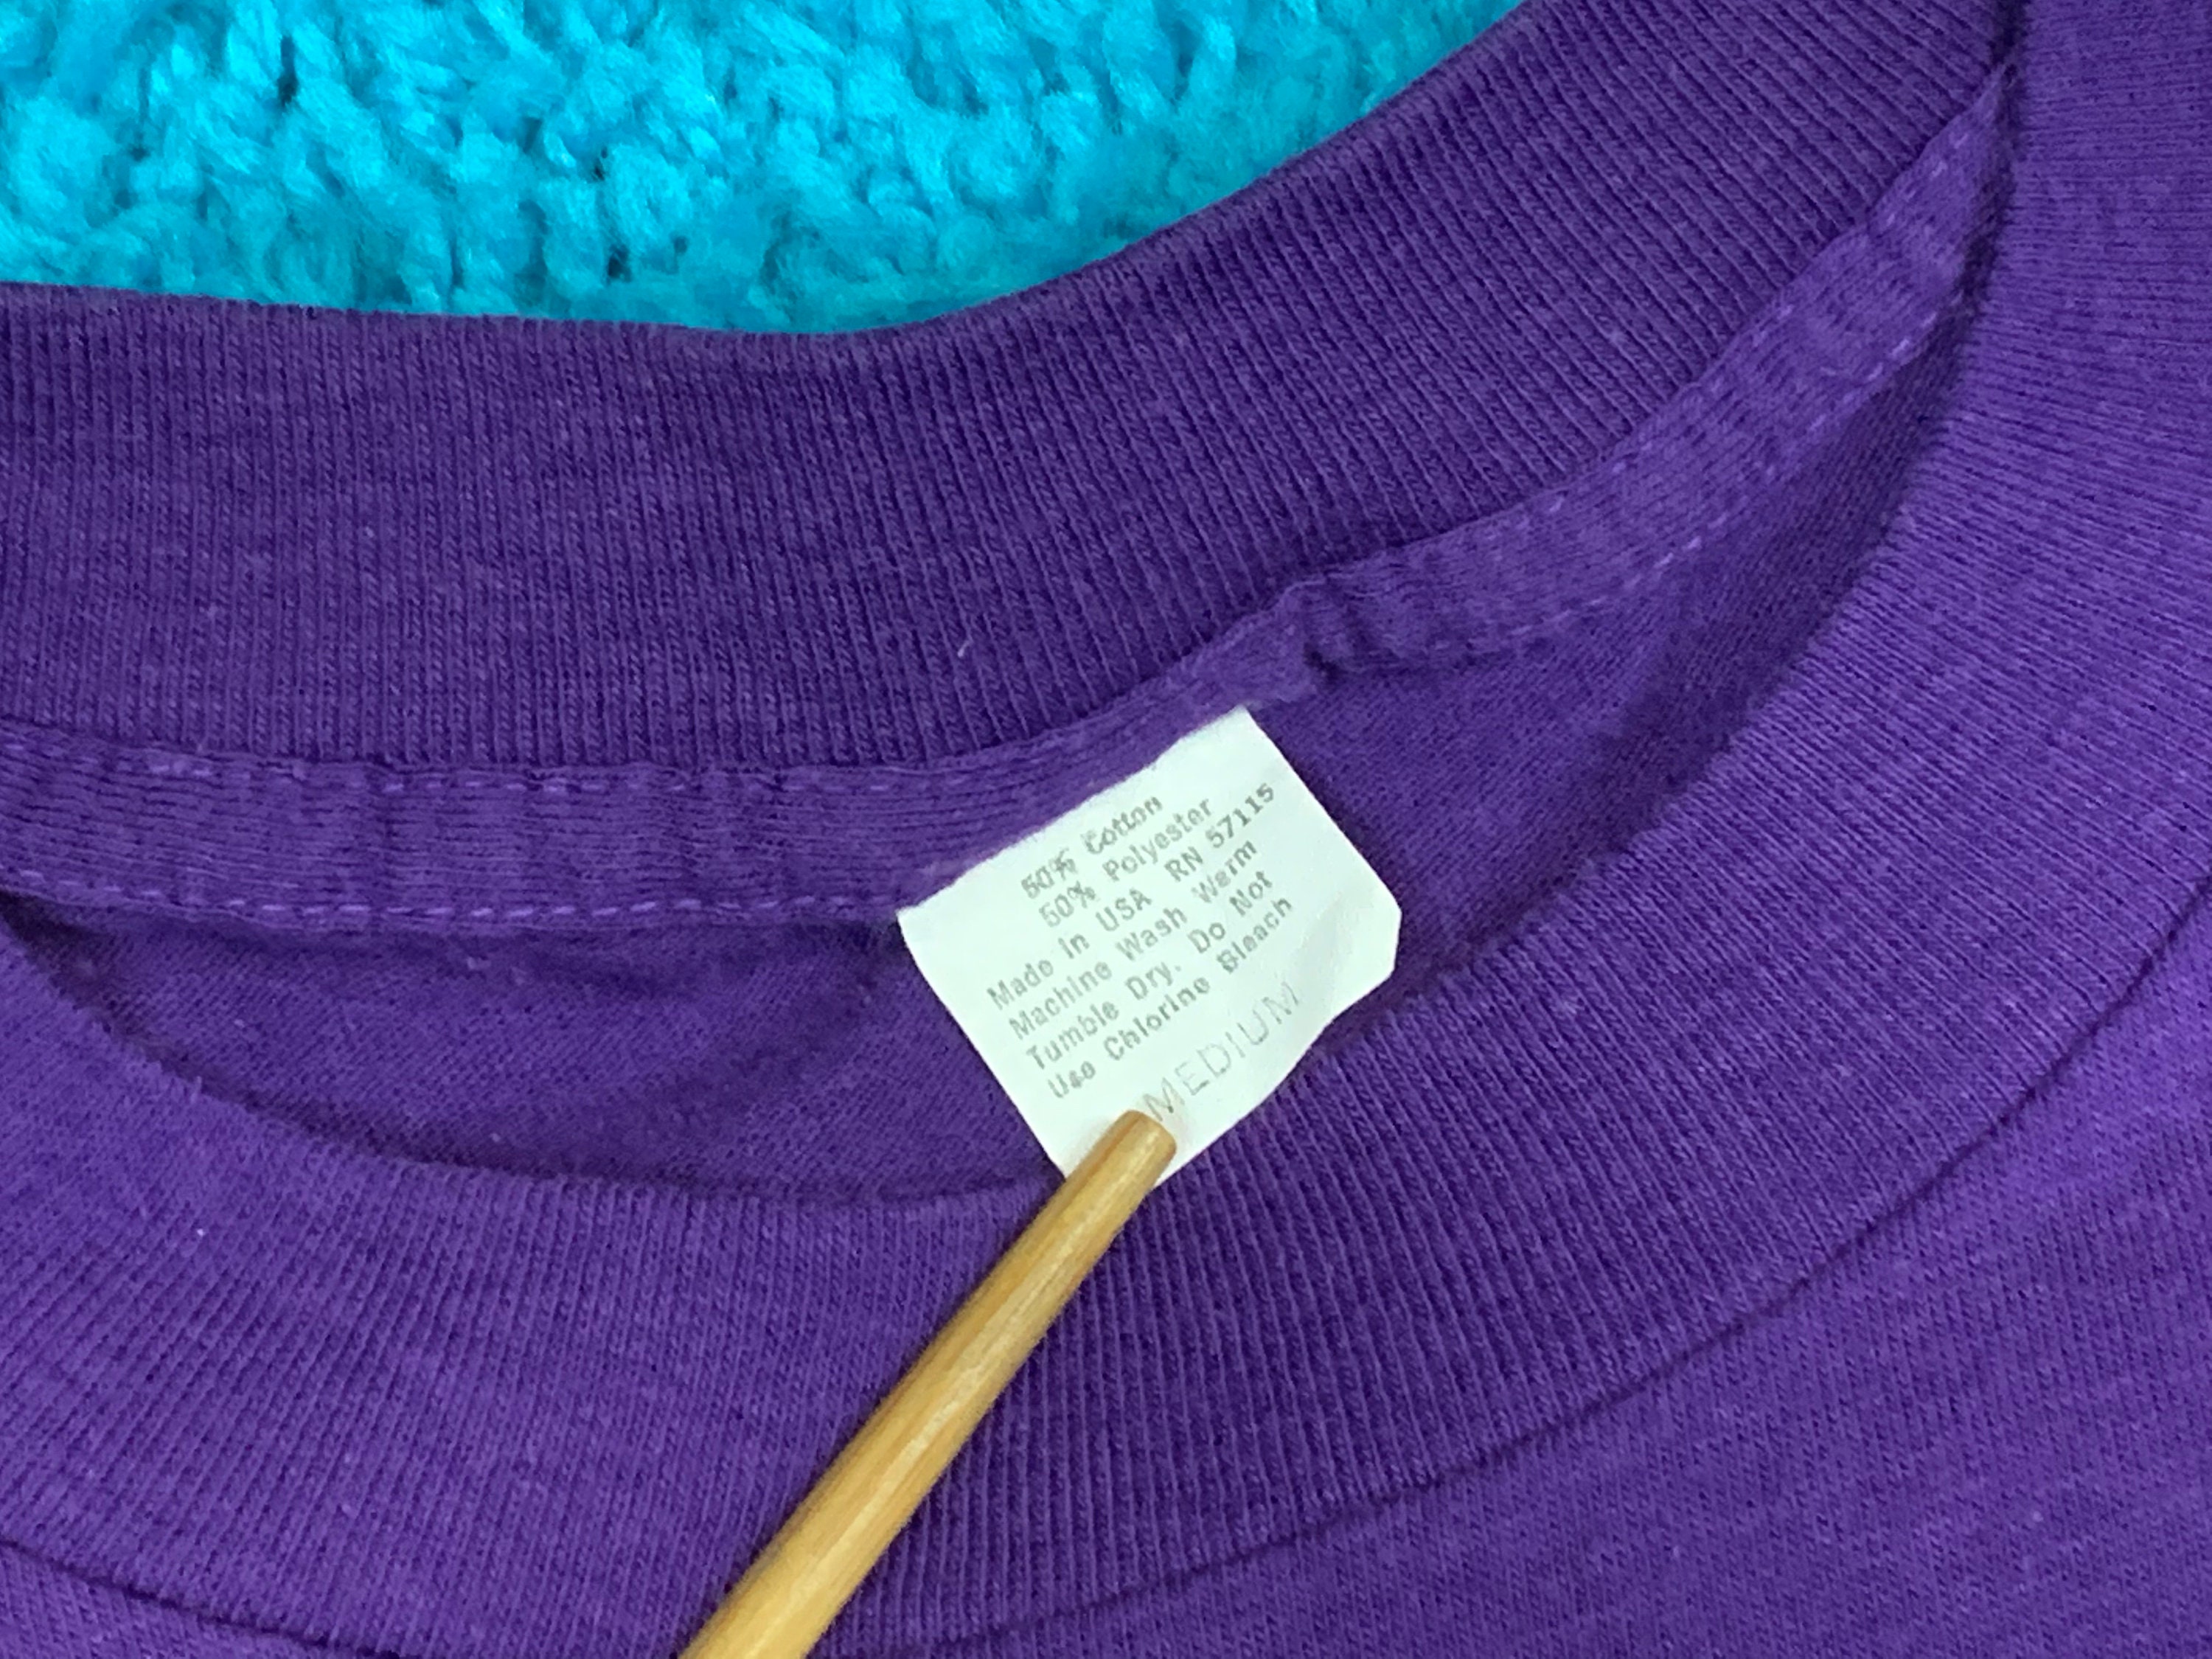 50% Cotton
50% Polyester
Made in USA RN 57115
Machine Wash Warm
Tumble Dry. Do Not
Use Chlorine Bleach
MEDIUM